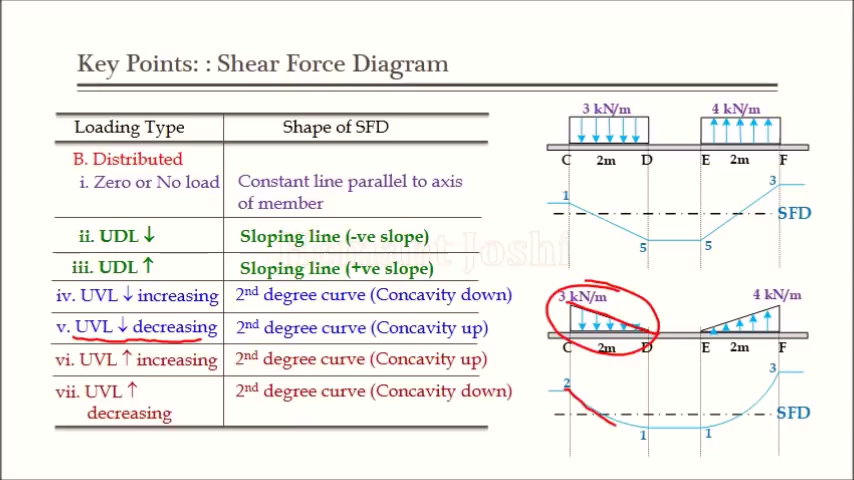 Key Points: : Shear Force Diagram
Loading Type Shape of SFD
B. Distributed
i. Zero or No load Constant line parallel to axis
of member
ii. UDL ↓ Sloping line (-ve slope)
iii. UDL ↑ Sloping line (+ve slope)
iv. UVL ↓ increasing 2nd degree curve (Concavity down)
v. UVL ↓ decreasing 2nd degree curve (Concavity up)
vi. UVL ↑ increasing 2nd degree curve (Concavity up)
vii. UVL ↑ 2nd degree curve (Concavity down)
decreasing
3 kN/m 4 kN/m
C 2m D E 2m F
1 3
SFD
5 5
3 kN/m 4 kN/m
C 2m D E 2m F
2 3
SFD
1 1
Joshi